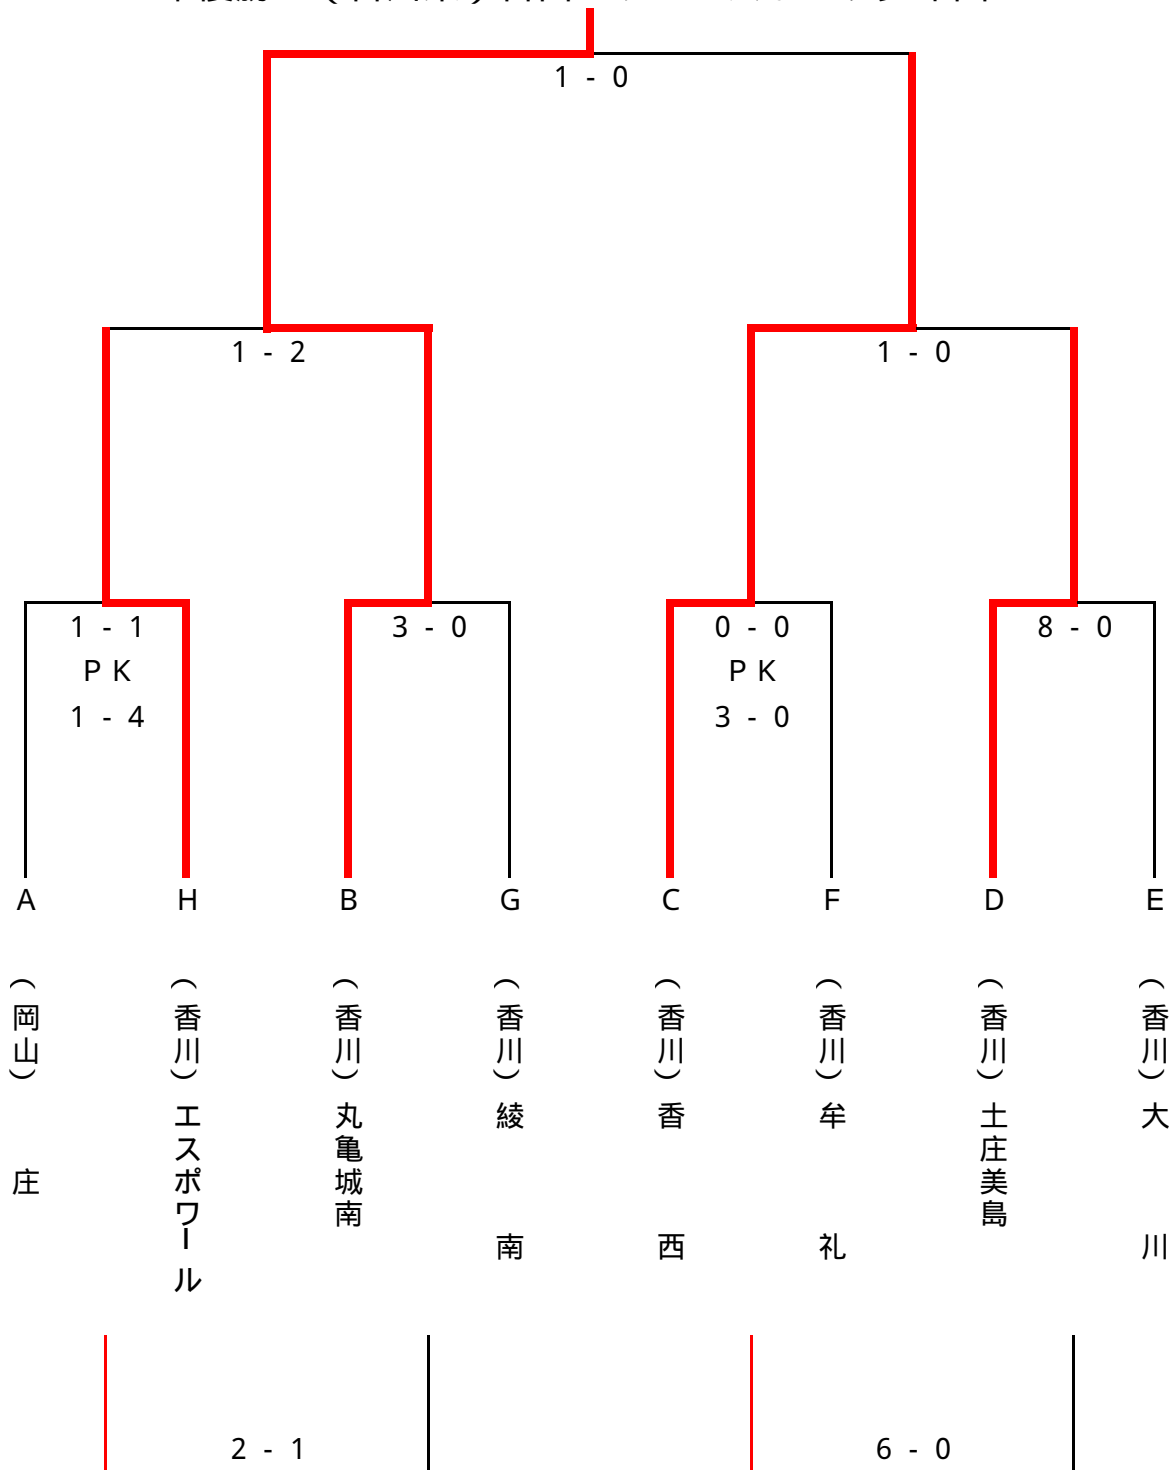 1 - 0
1 - 2
1 - 0
1 - 1
PK
1 - 4
3 - 0
0 - 0
PK
3 - 0
8 - 0
A
H
B
G
C
F
D
E
(岡山) 庄
(香川) エスポワール
(香川) 丸亀城南
(香川) 綾南
(香川) 香西
(香川) 牟礼
(香川) 土庄美島
(香川) 大川
2 - 1
6 - 0